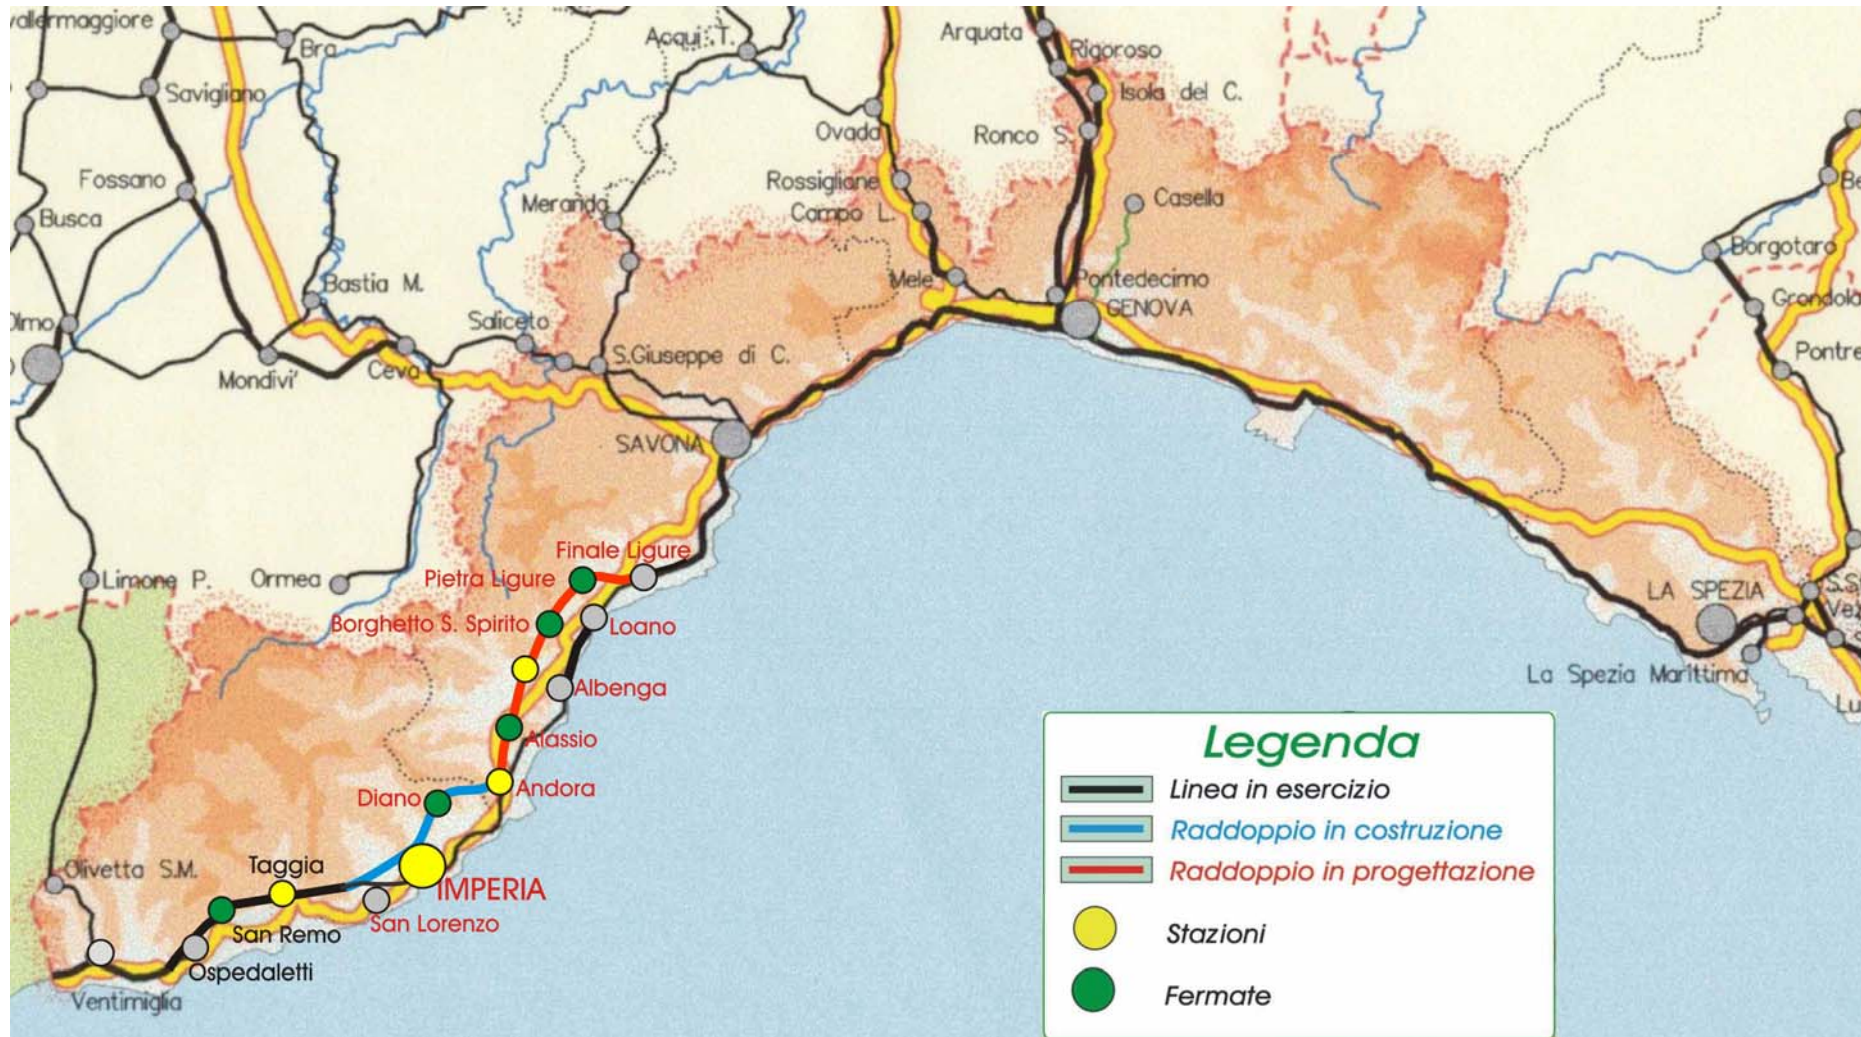 Acqui T.
Arquata
Rigoroso
Bra
Savigliano
Isola del C.
Ovada
Ronco S.
Fossano
Rossiglione
Casella
Meranda
Campo L.
Busca
Borgotaro
Bastia M.
Mele
Pontedecimo
GENOVA
Saliceto
S.Giuseppe di C.
Mondivi'
Ceva
SAVONA
Finale Ligure
Limone P.
Ormea
Pietra Ligure
Borghetto S. Spirito
Loano
LA SPEZIA
La Spezia Marittima
Albenga
Alassio
Andora
Diano
Olivetta S.M.
Taggia
IMPERIA
San Lorenzo
San Remo
Ospedaletti
Ventimiglia
Legenda
Linea in esercizio
Raddoppio in costruzione
Raddoppio in progettazione
Stazioni
Fermate